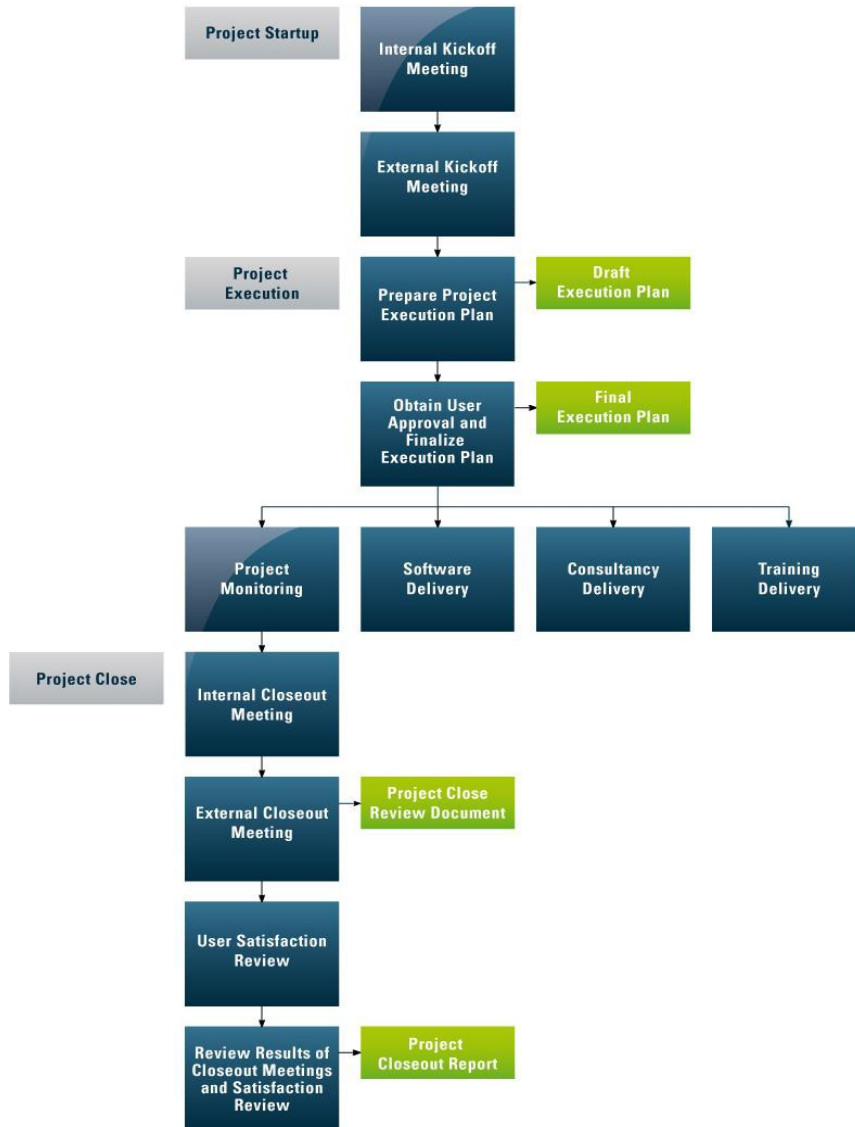 Project Startup
Internal Kickoff
Meeting
External Kickoff
Meeting
Project
Execution
Prepare Project
Execution Plan
Draft
Execution Plan
Obtain User
Approval and
Finalize
Execution Plan
Final
Execution Plan
Project
Monitoring
Software
Delivery
Consultancy
Delivery
Training
Delivery
Project Close
Internal Closeout
Meeting
External Closeout
Meeting
Project Close
Review Document
User Satisfaction
Review
Review Results of
Closeout Meetings
and Satisfaction
Review
Project
Closeout Report